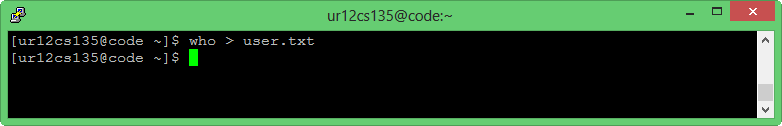 ur12cs135@code:~
[ur12cs135@code ~]$ who > user.txt
[ur12cs135@code ~]$